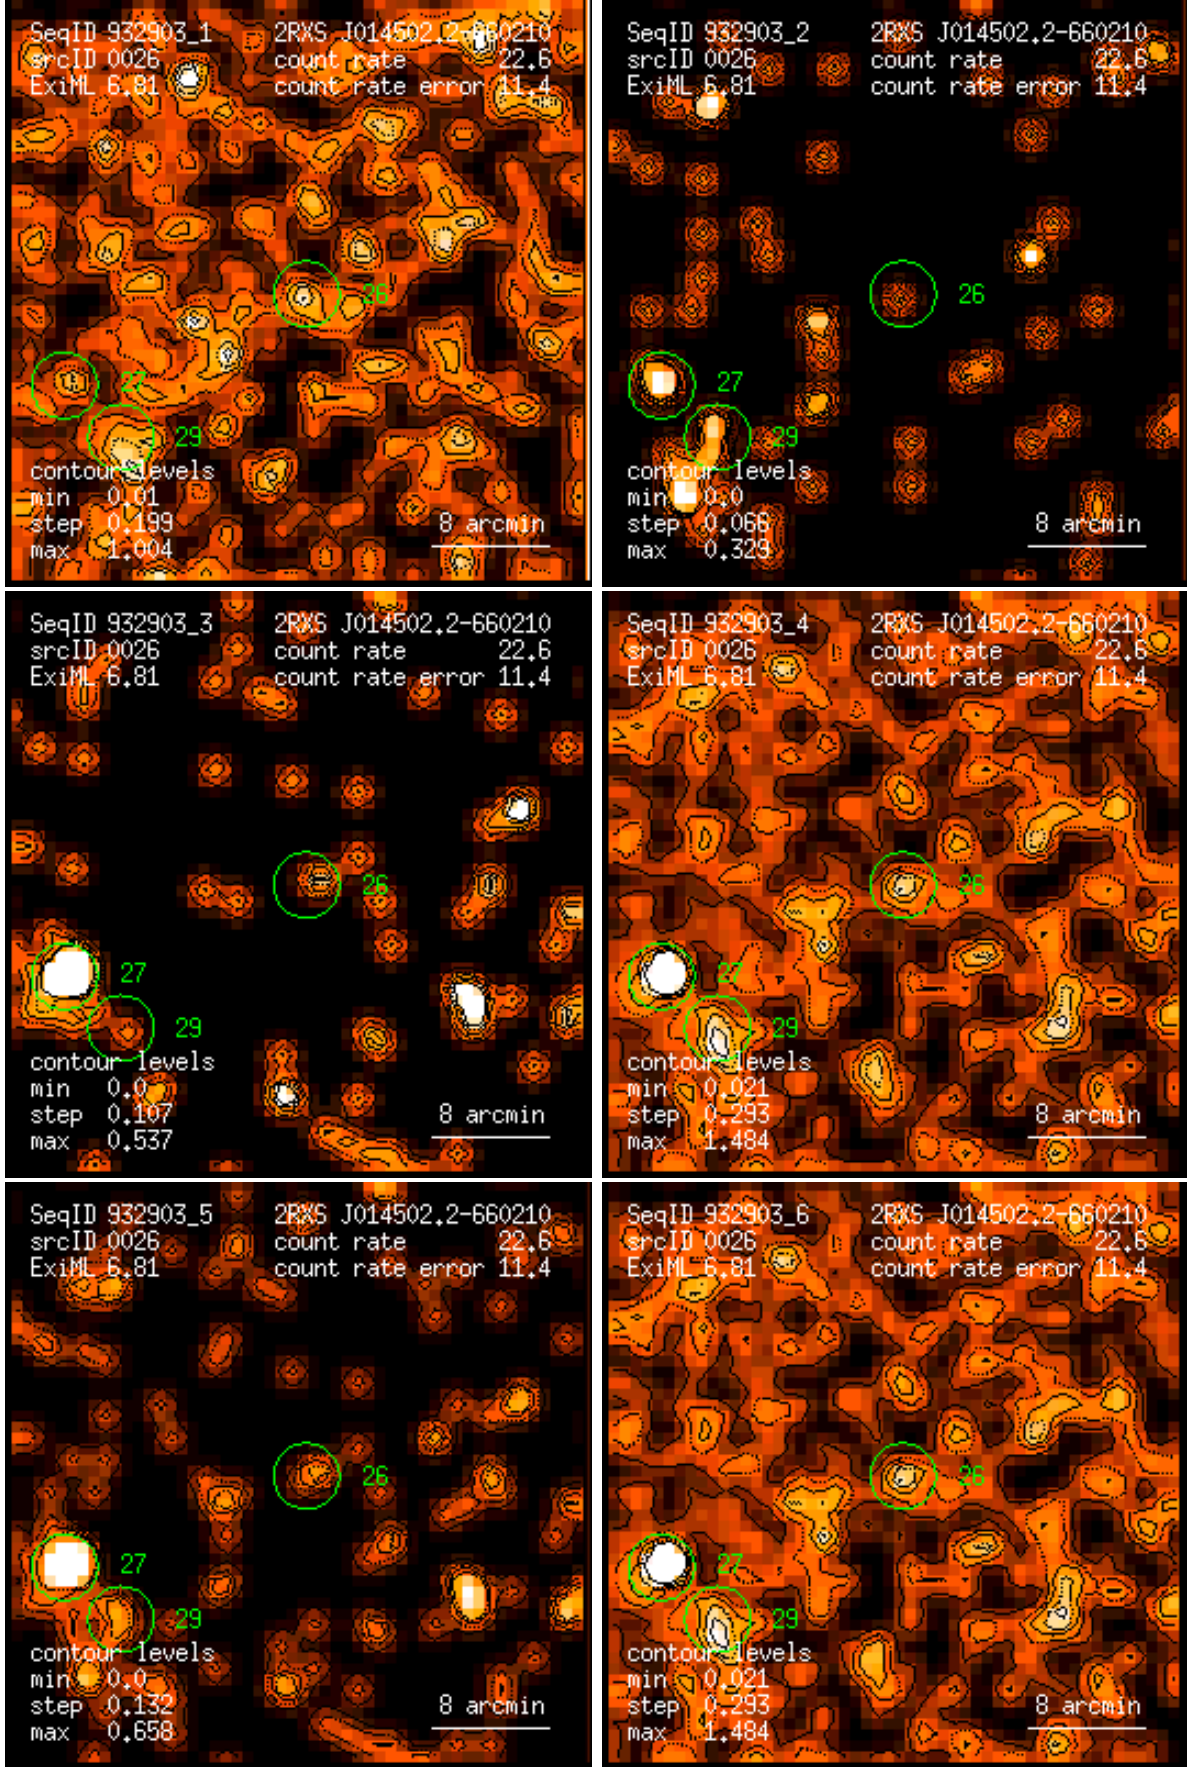 SeqID 932903_1 2RXS J014502.2-660210
srcID 0026 count rate 22.6
ExiML 6.81 count rate error 11.4
26
27
29
contour levels
min 0.01
step 0.199
max 1.004
8 arcmin
SeqID 932903_2 2RXS J014502.2-660210
srcID 0026 count rate 22.6
ExiML 6.81 count rate error 11.4
26
27
29
contour levels
min 0.0
step 0.066
max 0.329
8 arcmin
SeqID 932903_3 2RXS J014502.2-660210
srcID 0026 count rate 22.6
ExiML 6.81 count rate error 11.4
26
27
29
contour levels
min 0.0
step 0.107
max 0.537
8 arcmin
SeqID 932903_4 2RXS J014502.2-660210
srcID 0026 count rate 22.6
ExiML 6.81 count rate error 11.4
26
27
29
contour levels
min 0.021
step 0.293
max 1.484
8 arcmin
SeqID 932903_5 2RXS J014502.2-660210
srcID 0026 count rate 22.6
ExiML 6.81 count rate error 11.4
26
27
29
contour levels
min 0.0
step 0.132
max 0.658
8 arcmin
SeqID 932903_6 2RXS J014502.2-660210
srcID 0026 count rate 22.6
ExiML 6.81 count rate error 11.4
26
27
29
contour levels
min 0.021
step 0.293
max 1.484
8 arcmin